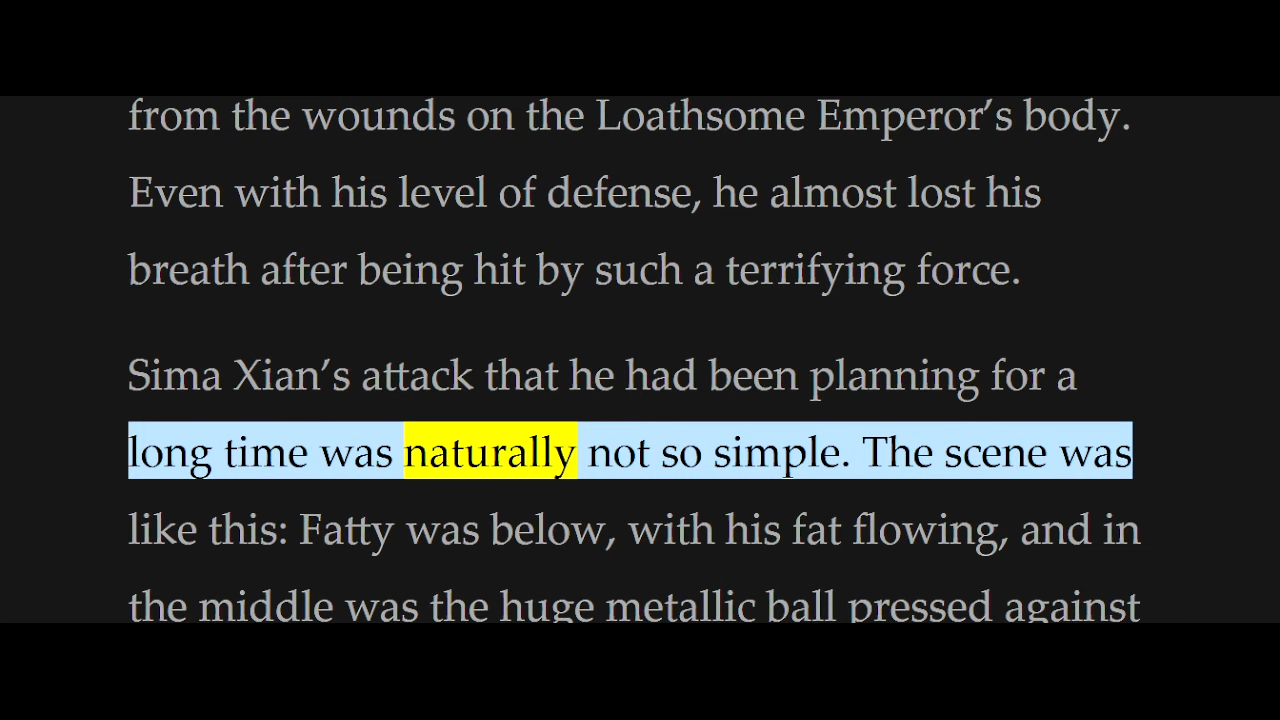 from the wounds on the Loathsome Emperor’s body.
Even with his level of defense, he almost lost his
breath after being hit by such a terrifying force.
Sima Xian’s attack that he had been planning for a
long time was naturally not so simple. The scene was
like this: Fatty was below, with his fat flowing, and in
the middle was the huge metallic ball pressed against